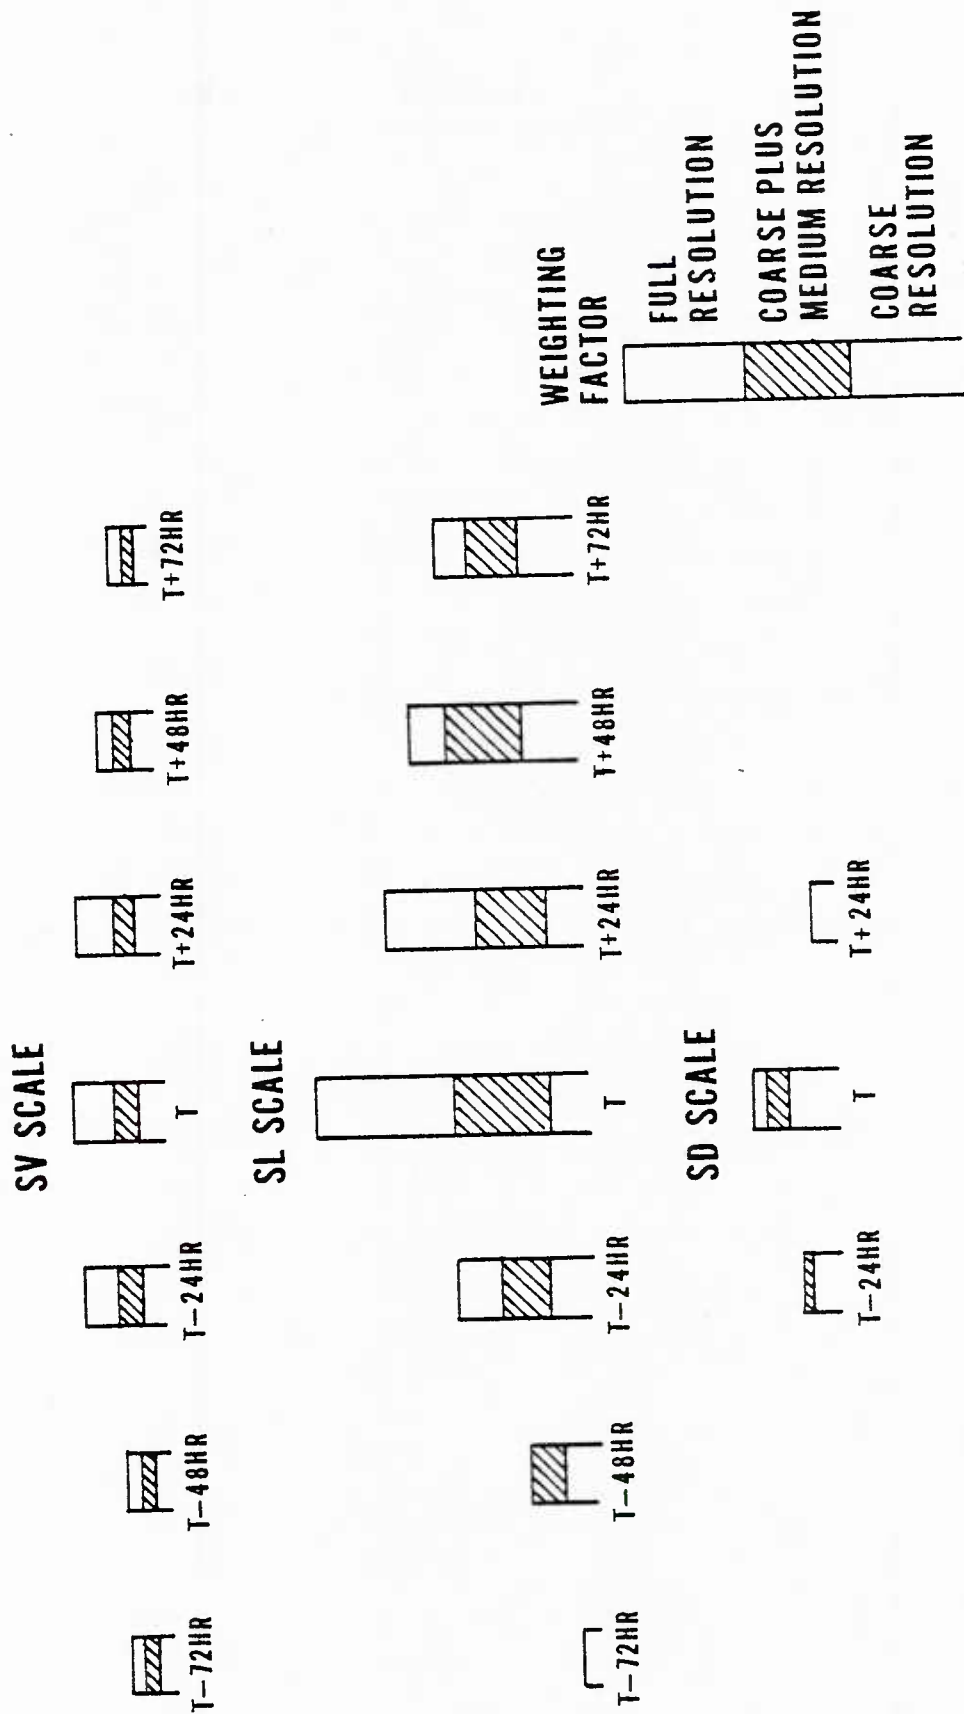 SV SCALE
T−72HR
T−48HR
T−24HR
T
T+24HR
T+48HR
T+72HR
SL SCALE
T−72HR
T−48HR
T−24HR
T
T+24HR
T+48HR
T+72HR
SD SCALE
T−24HR
T
T+24HR
WEIGHTING
FACTOR
FULL
RESOLUTION
COARSE PLUS
MEDIUM RESOLUTION
COARSE
RESOLUTION